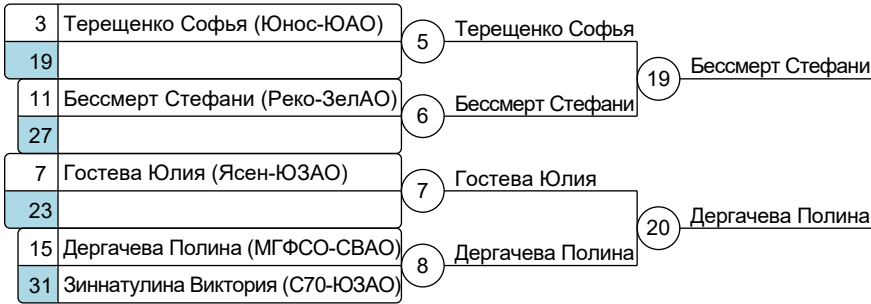 3 Терещенко Софья (Юнос-ЮАО)
19
5
Терещенко Софья
11 Бессмерт Стефани (Реко-ЗелАО)
27
6
Бессмерт Стефани
19
Бессмерт Стефани
7 Гостева Юлия (Ясен-ЮЗАО)
23
7
Гостева Юлия
15 Дергачева Полина (МГФСО-СВАО)
31 Зиннатулина Виктория (С70-ЮЗАО)
8
Дергачева Полина
20
Дергачева Полина